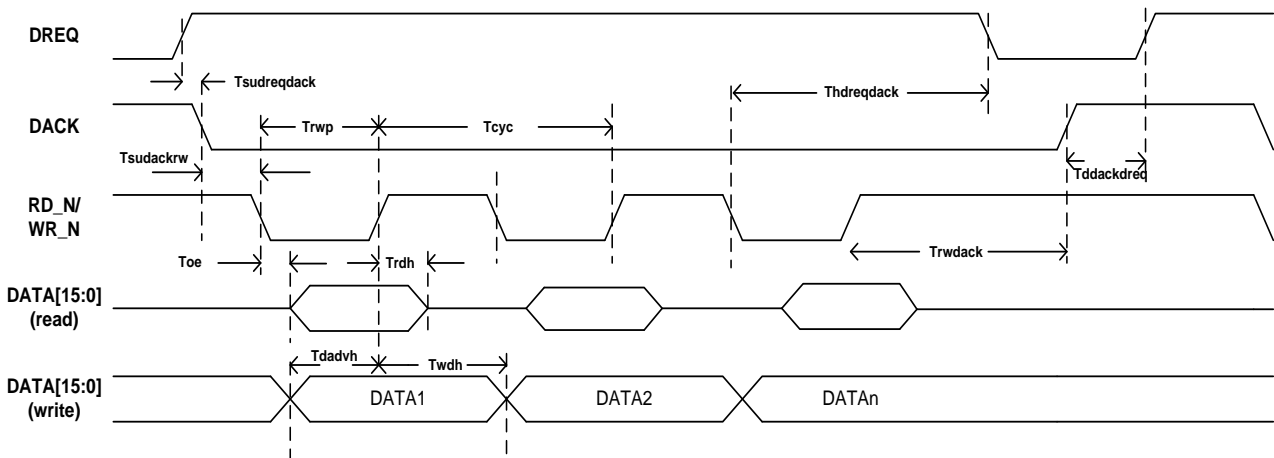 DREQ
Tsudreqdack
Thdreqdack
DACK
Trwp
Tcyc
Tsudackrw
Tddackdreq
RD_N/
WR_N
Toe
Trdh
Trwdack
DATA[15:0]
(read)
Tdadvh
Twdh
DATA[15:0]
(write)
DATA1
DATA2
DATAn